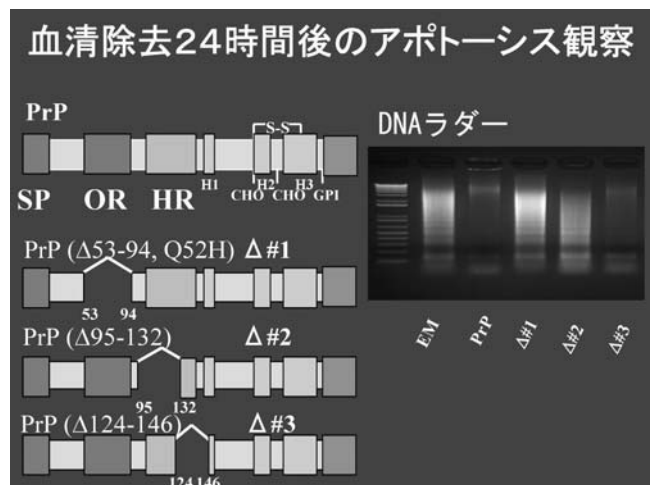 血清除去24時間後のアポトーシス観察
PrP
S-S
H1
CHO
H2
CHO
H3
GPI
SP
OR
HR
PrP (Δ53-94, Q52H)
Δ#1
53
94
PrP (Δ95-132)
Δ#2
95
132
PrP (Δ124-146)
Δ#3
124
146
DNAラダー
EM
PrP
Δ#1
Δ#2
Δ#3